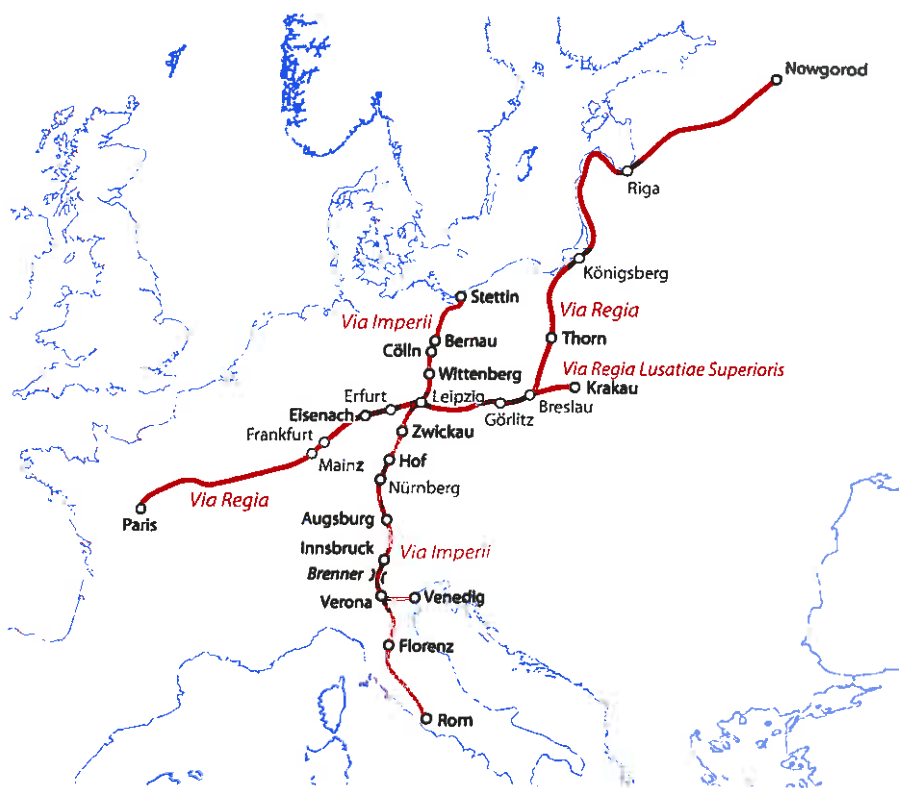 Nowgorod
Riga
Königsberg
Stettin
Via Regia
Via Imperii
Bernau
Thorn
Cölln
Via Regia Lusatiae Superioris
Wittenberg
Krakau
Erfurt
Leipzig
Breslau
Eisenach
Görlitz
Zwickau
Frankfurt
Hof
Mainz
Nürnberg
Via Regia
Paris
Augsburg
Innsbruck
Via Imperii
Brenner
Verona
Venedig
Florenz
Rom